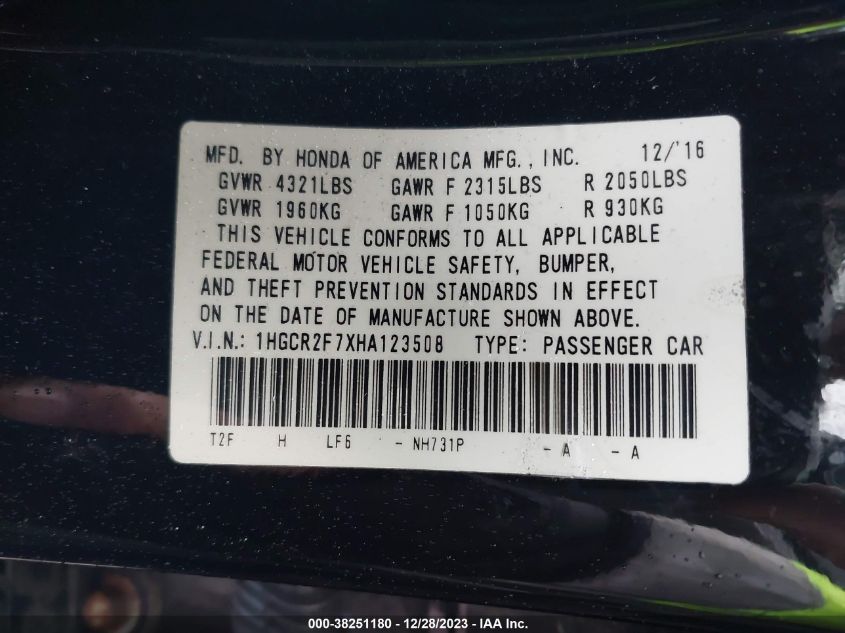 MFD. BY HONDA OF AMERICA MFG., INC. 12/'16
GVWR 4321LBS GAWR F 2315LBS R 2050LBS
GVWR 1960KG GAWR F 1050KG R 930KG
THIS VEHICLE CONFORMS TO ALL APPLICABLE
FEDERAL MOTOR VEHICLE SAFETY, BUMPER,
AND THEFT PREVENTION STANDARDS IN EFFECT
ON THE DATE OF MANUFACTURE SHOWN ABOVE.
V.I.N.: 1HGCR2F7XHA123508 TYPE: PASSENGER CAR
T2F H LF6 - NH731P - A - A
000-38251180 - 12/28/2023 - IAA Inc.